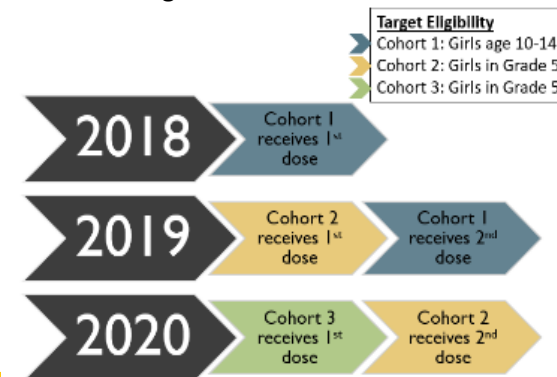 Target Eligibility
Cohort 1: Girls age 10-14
Cohort 2: Girls in Grade 5
Cohort 3: Girls in Grade 5
2018
Cohort 1
receives 1st
dose
2019
Cohort 2
receives 1st
dose
Cohort 1
receives 2nd
dose
2020
Cohort 3
receives 1st
dose
Cohort 2
receives 2nd
dose